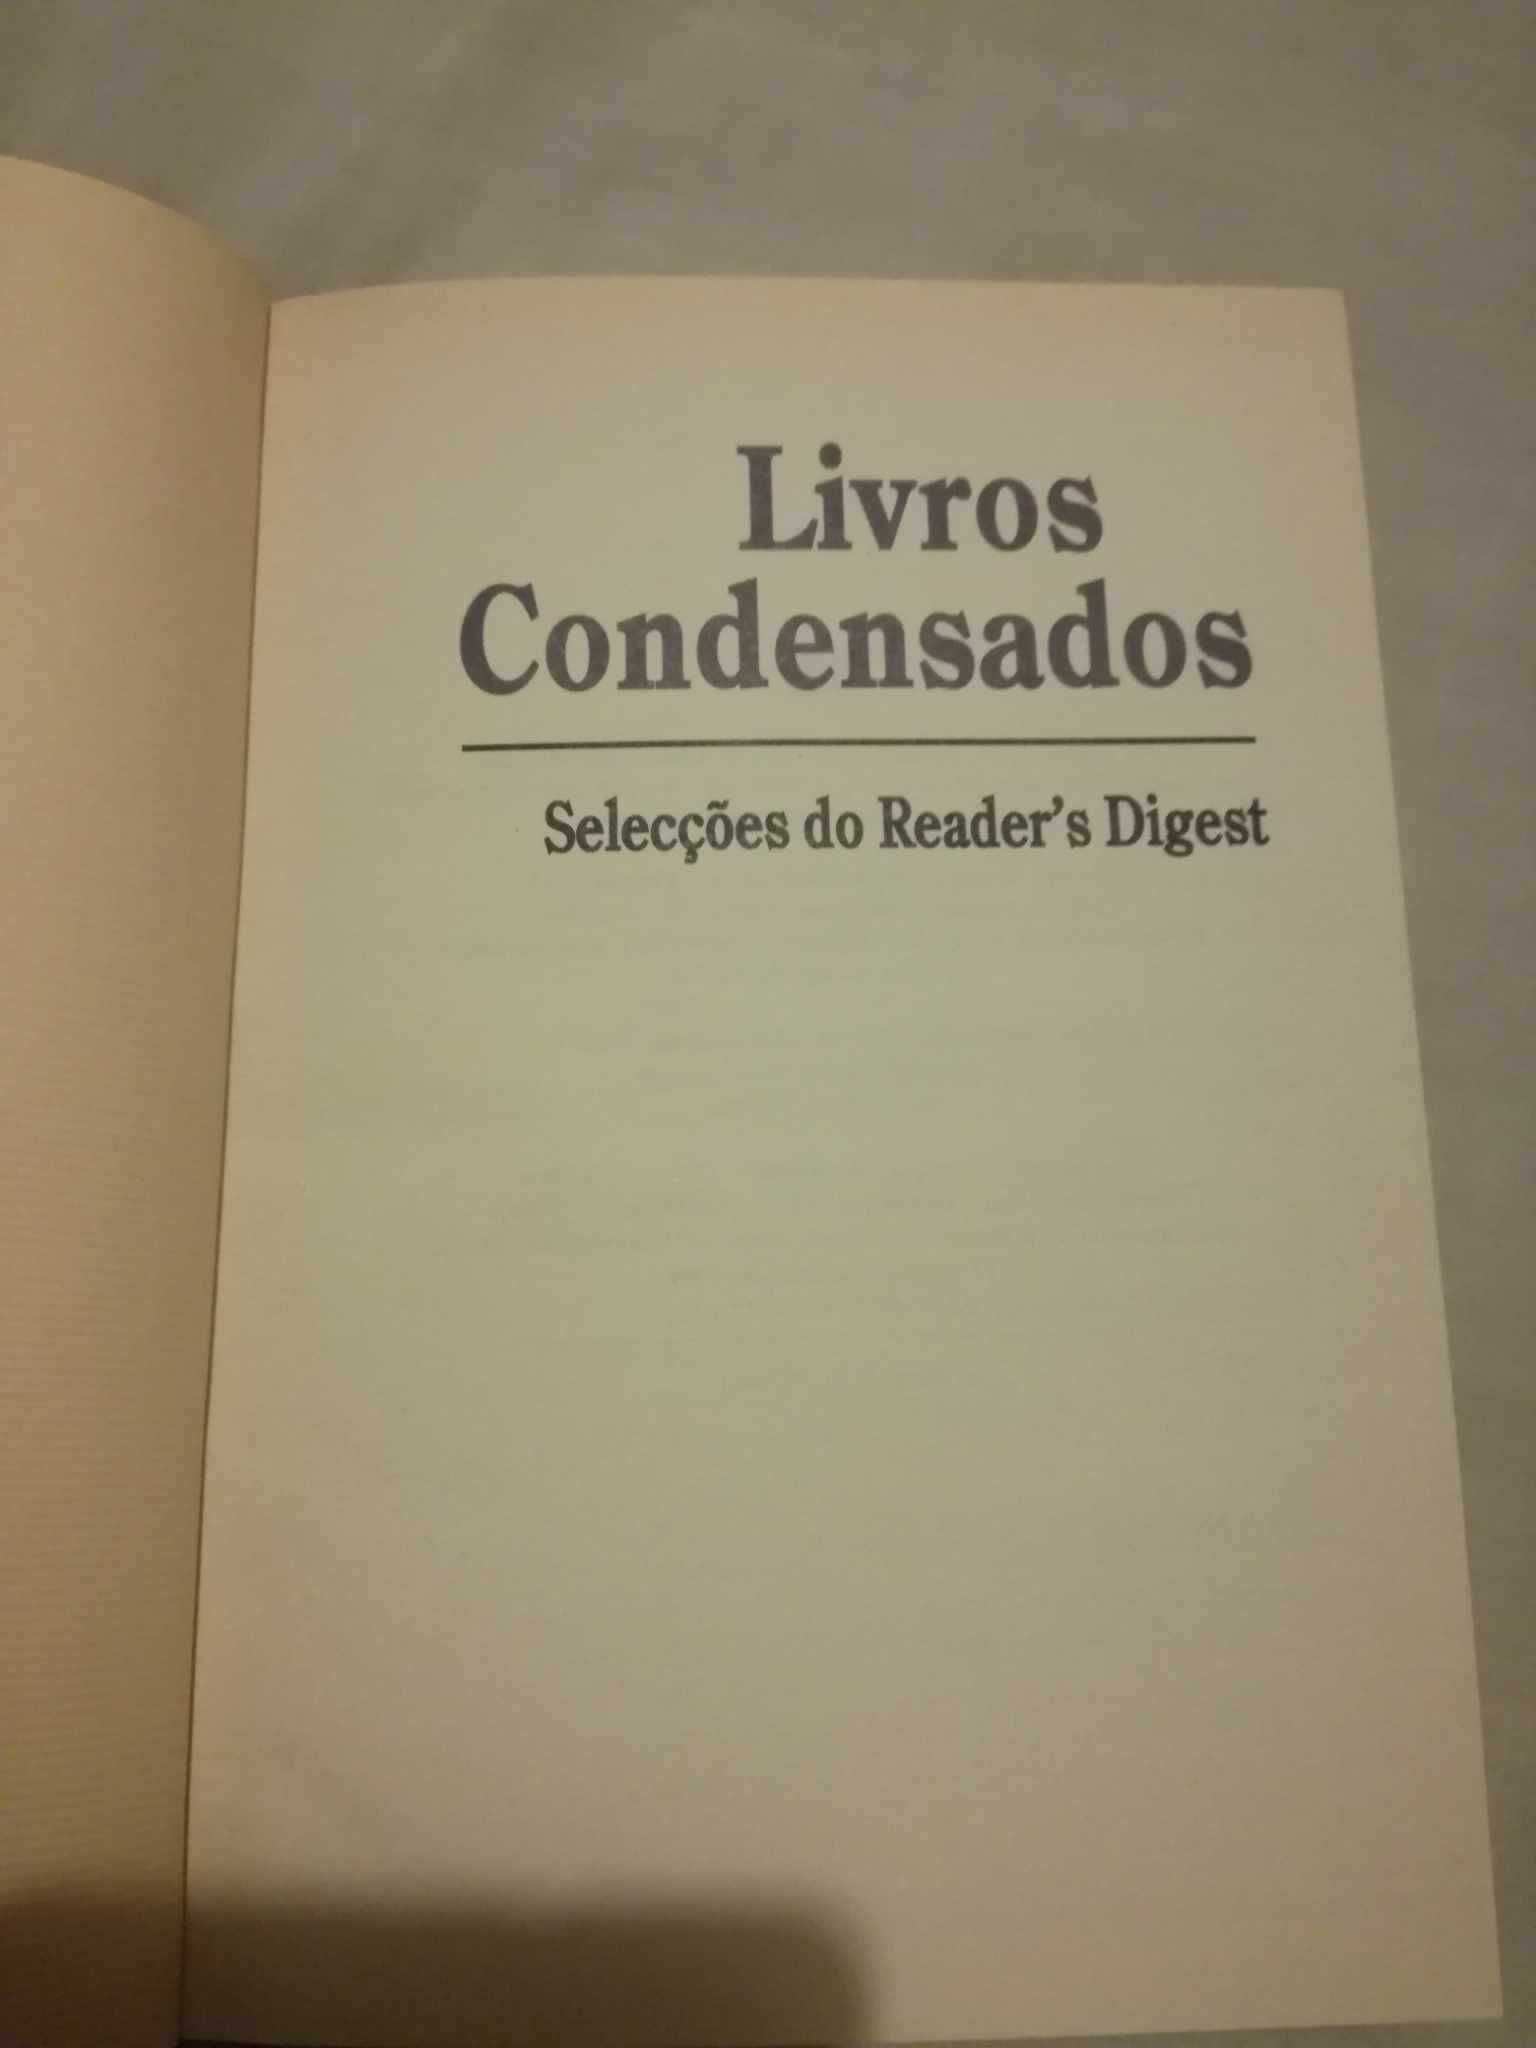 Livros
Condensados
Selecções do Reader's Digest